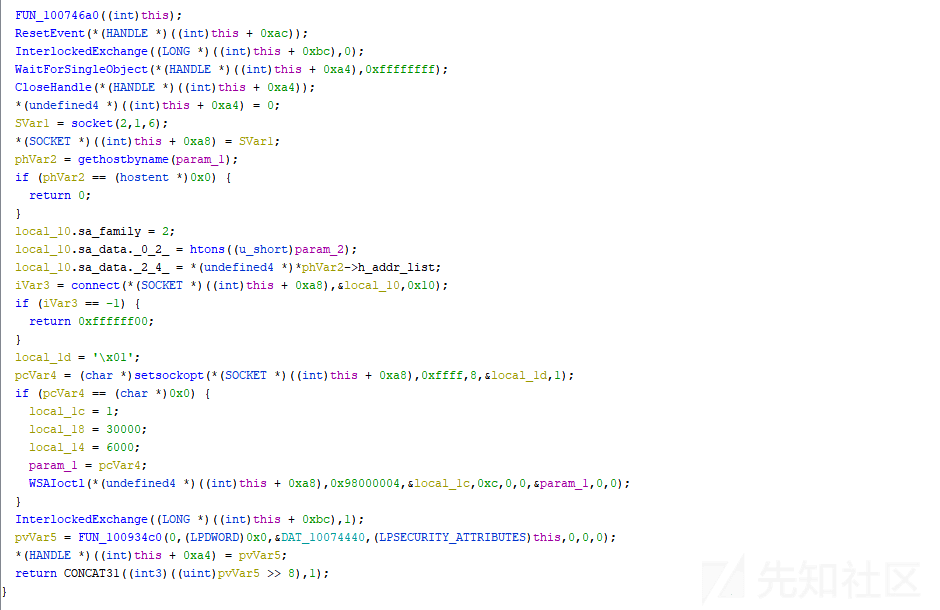 FUN_100746a0((int)this);
ResetEvent(*(HANDLE *)((int)this + 0xac));
InterlockedExchange((LONG *)((int)this + 0xbc),0);
WaitForSingleObject(*(HANDLE *)((int)this + 0xa4),0xffffffff);
CloseHandle(*(HANDLE *)((int)this + 0xa4));
*(undefined4 *)((int)this + 0xa4) = 0;
SVar1 = socket(2,1,6);
*(SOCKET *)((int)this + 0xa8) = SVar1;
phVar2 = gethostbyname(param_1);
if (phVar2 == (hostent *)0x0) {
return 0;
}
local_10.sa_family = 2;
local_10.sa_data._0_2_ = htons((u_short)param_2);
local_10.sa_data._2_4_ = *(undefined4 *)*phVar2->h_addr_list;
iVar3 = connect(*(SOCKET *)((int)this + 0xa8),&local_10,0x10);
if (iVar3 == -1) {
return 0xffffff00;
}
local_1d = '\x01';
pcVar4 = (char *)setsockopt(*(SOCKET *)((int)this + 0xa8),0xffff,8,&local_1d,1);
if (pcVar4 == (char *)0x0) {
local_1c = 1;
local_18 = 30000;
local_14 = 6000;
param_1 = pcVar4;
WSAIoctl(*(undefined4 *)((int)this + 0xa8),0x98000004,&local_1c,0xc,0,0,&param_1,0,0);
}
InterlockedExchange((LONG *)((int)this + 0xbc),1);
pvVar5 = FUN_100934c0(0,(LPDWORD)0x0,&DAT_10074440,(LPSECURITY_ATTRIBUTES)this,0,0,0);
*(HANDLE *)((int)this + 0xa4) = pvVar5;
return CONCAT31((int3)((uint)pvVar5 >> 8),1);
}
先知社区